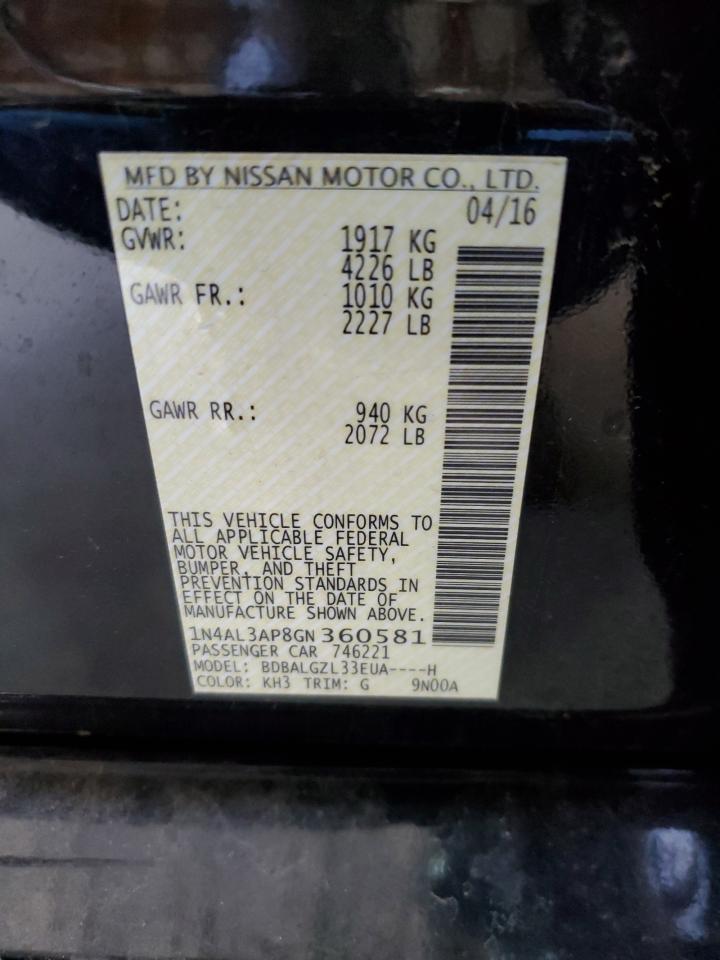 MFD BY NISSAN MOTOR CO., LTD.
DATE: 04/16
GVWR: 1917 KG
4226 LB
GAWR FR.: 1010 KG
2227 LB
GAWR RR.: 940 KG
2072 LB
THIS VEHICLE CONFORMS TO
ALL APPLICABLE FEDERAL
MOTOR VEHICLE SAFETY,
BUMPER, AND THEFT
PREVENTION STANDARDS IN
EFFECT ON THE DATE OF
MANUFACTURE SHOWN ABOVE.
1N4AL3AP8GN360581
PASSENGER CAR 746221
MODEL: BDBALGZL33EUA----H
COLOR: KH3 TRIM: G 9N00A